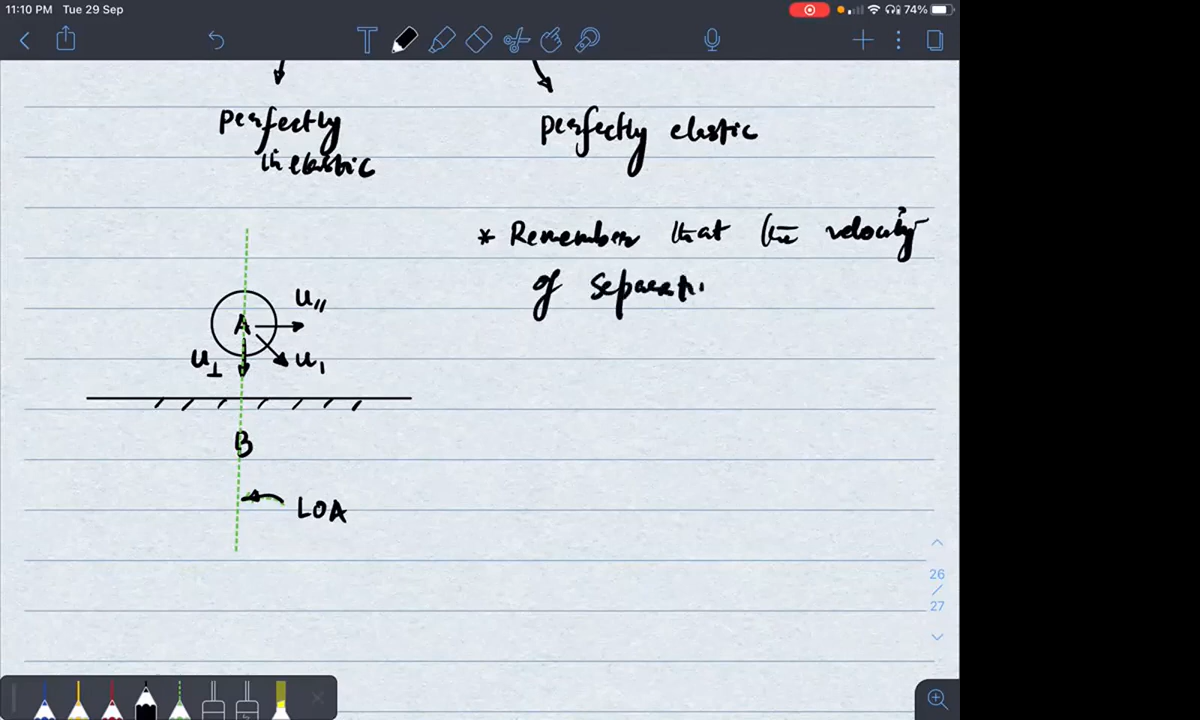 11:10 PM Tue 29 Sep
74%
T
perfectly
inelastic
perfectly elastic
* Remember that the velocity
of separati
A
u∥
u⊥
u₁
B
LOA
26
/
27